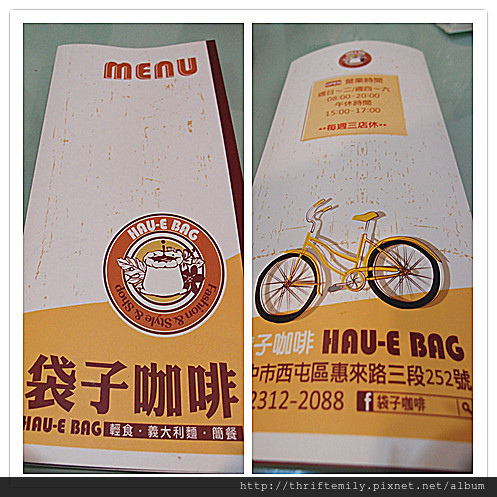 MENU
HAU-E BAG
Fashion & Style & Shop
袋子咖啡
HAU-E BAG 輕食·義大利麵·簡餐
OPEN 營業時間
週日~二/週四~六
08:00-20:00
午休時間
15:00-17:00
**每週三店休**
子咖啡 HAU-E BAG
中市西屯區惠來路三段252號
2312-2088 f 袋子咖啡
http://thriftemily.pixnet.net/album